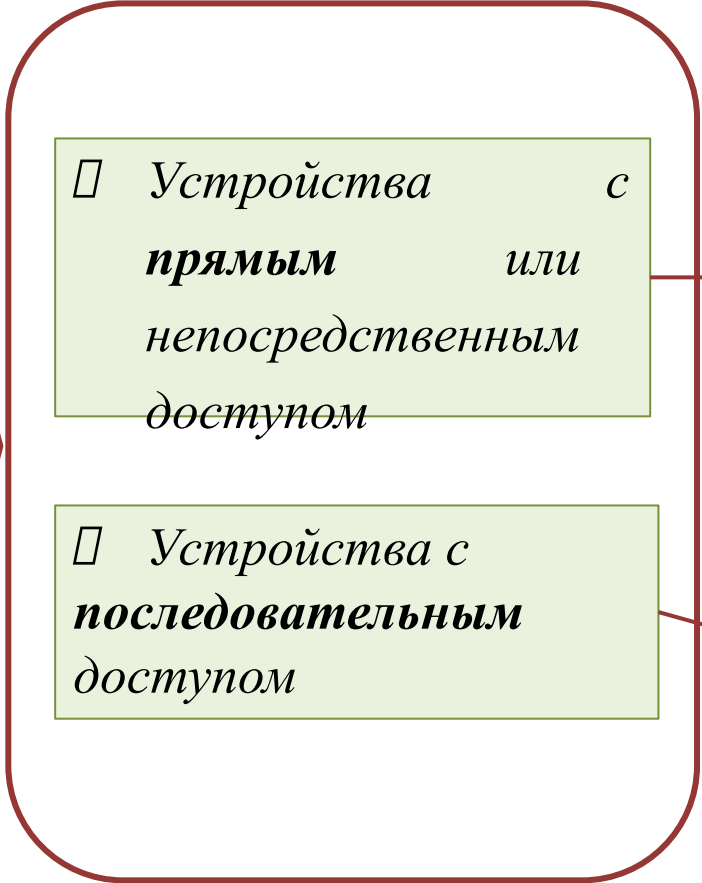 Устройства с
прямым или
непосредственным
доступом
Устройства с
последовательным
доступом